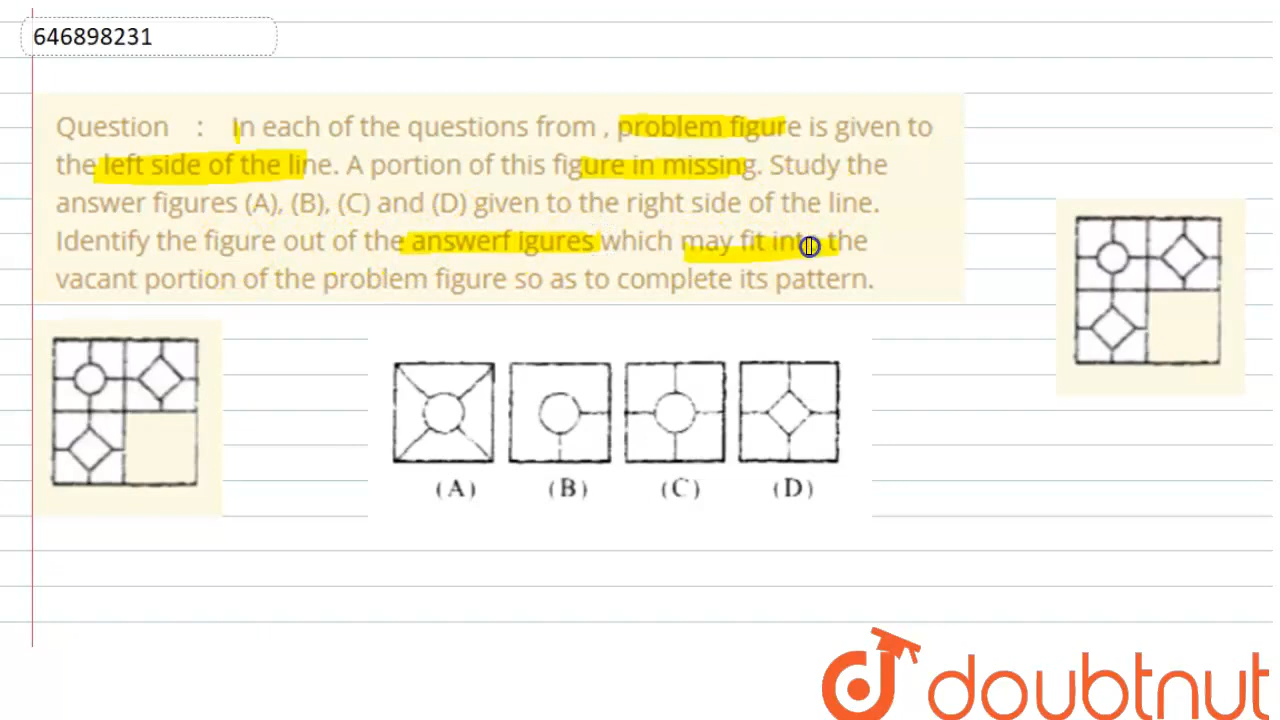 646898231
Question : In each of the questions from , problem figure is given to
the left side of the line. A portion of this figure in missing. Study the
answer figures (A), (B), (C) and (D) given to the right side of the line.
Identify the figure out of the answerf igures which may fit into the
vacant portion of the problem figure so as to complete its pattern.
(A) (B) (C) (D)
doubtnut